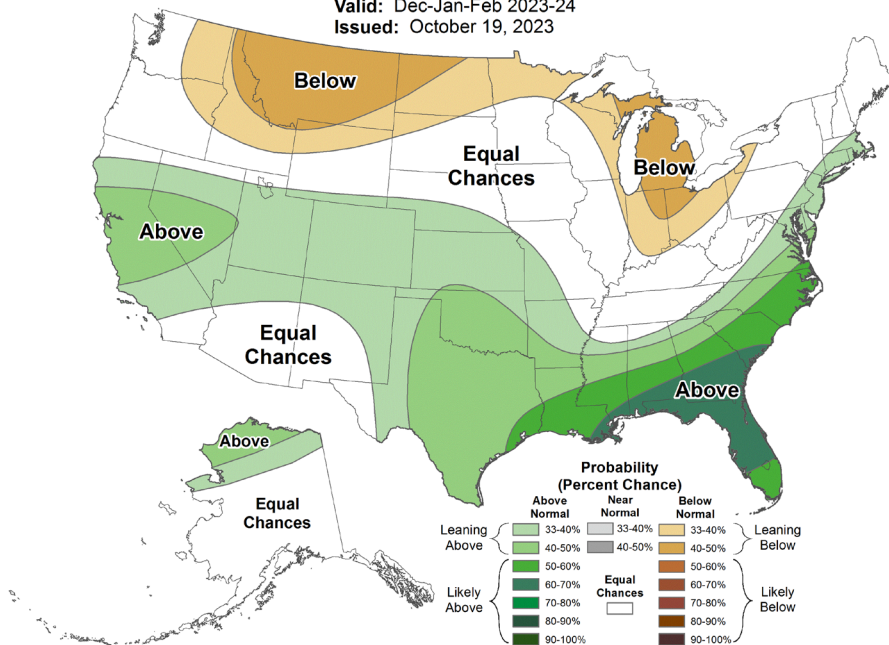 Valid: Dec-Jan-Feb 2023-24
Issued: October 19, 2023
Below
Equal
Chances
Below
Above
Equal
Chances
Above
Above
Equal
Chances
Probability
(Percent Chance)
Above
Normal
Near
Normal
Below
Normal
Leaning
Above
33-40%
40-50%
50-60%
60-70%
70-80%
80-90%
90-100%
Likely
Above
33-40%
40-50%
Equal
Chances
33-40%
40-50%
50-60%
60-70%
70-80%
80-90%
90-100%
Leaning
Below
Likely
Below